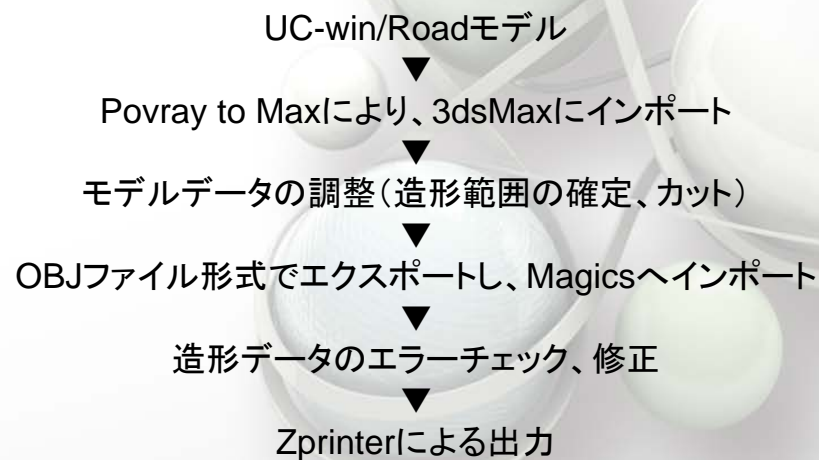 UC-win/Roadモデル
▼
Povray to Maxにより、3dsMaxにインポート
▼
モデルデータの調整（造形範囲の確定、カット）
▼
OBJファイル形式でエクスポートし、Magicsへインポート
▼
造形データのエラーチェック、修正
▼
Zprinterによる出力